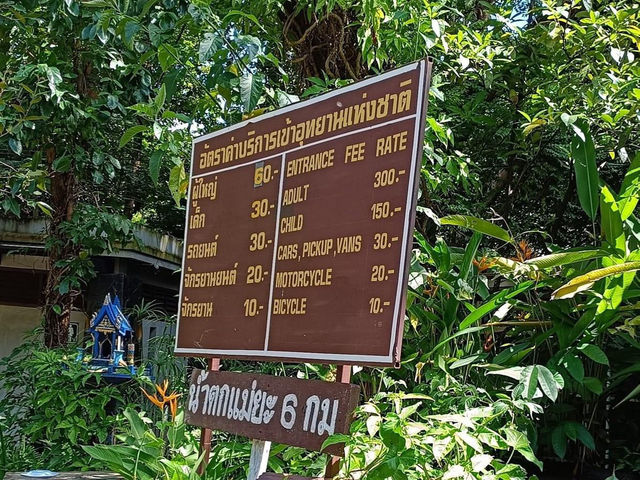 อัตราค่าบริการเข้าอุทยานแห่งชาติ
ผู้ใหญ่ 60.-
เด็ก 30.-
รถยนต์ 30.-
จักรยานยนต์ 20.-
จักรยาน 10.-
ENTRANCE FEE RATE
ADULT 300.-
CHILD 150.-
CARS,PICKUP,VANS 30.-
MOTORCYCLE 20.-
BICYCLE 10.-
น้ำตกแม่ยะ 6 กม